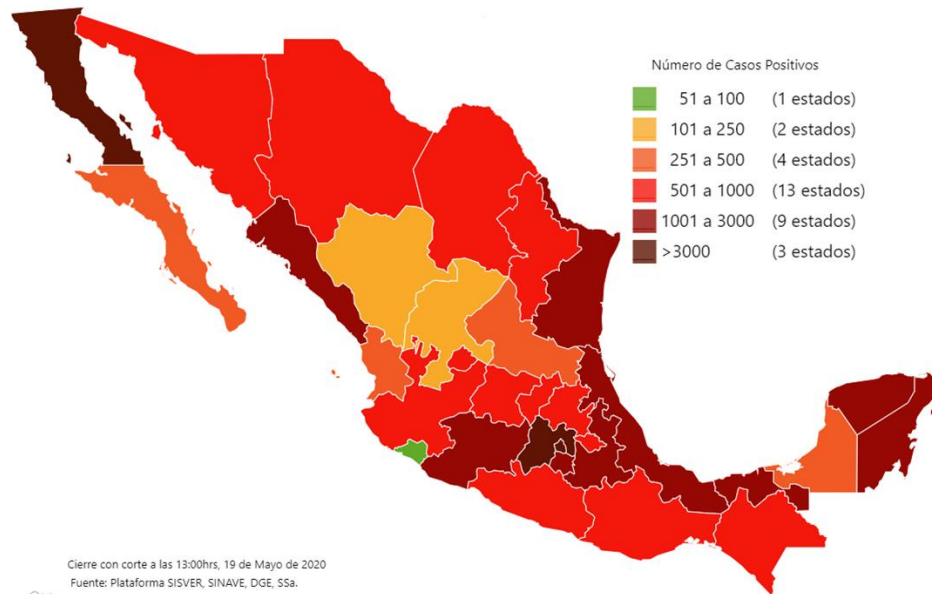 Número de Casos Positivos
51 a 100 (1 estados)
101 a 250 (2 estados)
251 a 500 (4 estados)
501 a 1000 (13 estados)
1001 a 3000 (9 estados)
>3000 (3 estados)
Cierre con corte a las 13:00hrs, 19 de Mayo de 2020
Fuente: Plataforma SISVER, SINAVE, DGE, SSa.